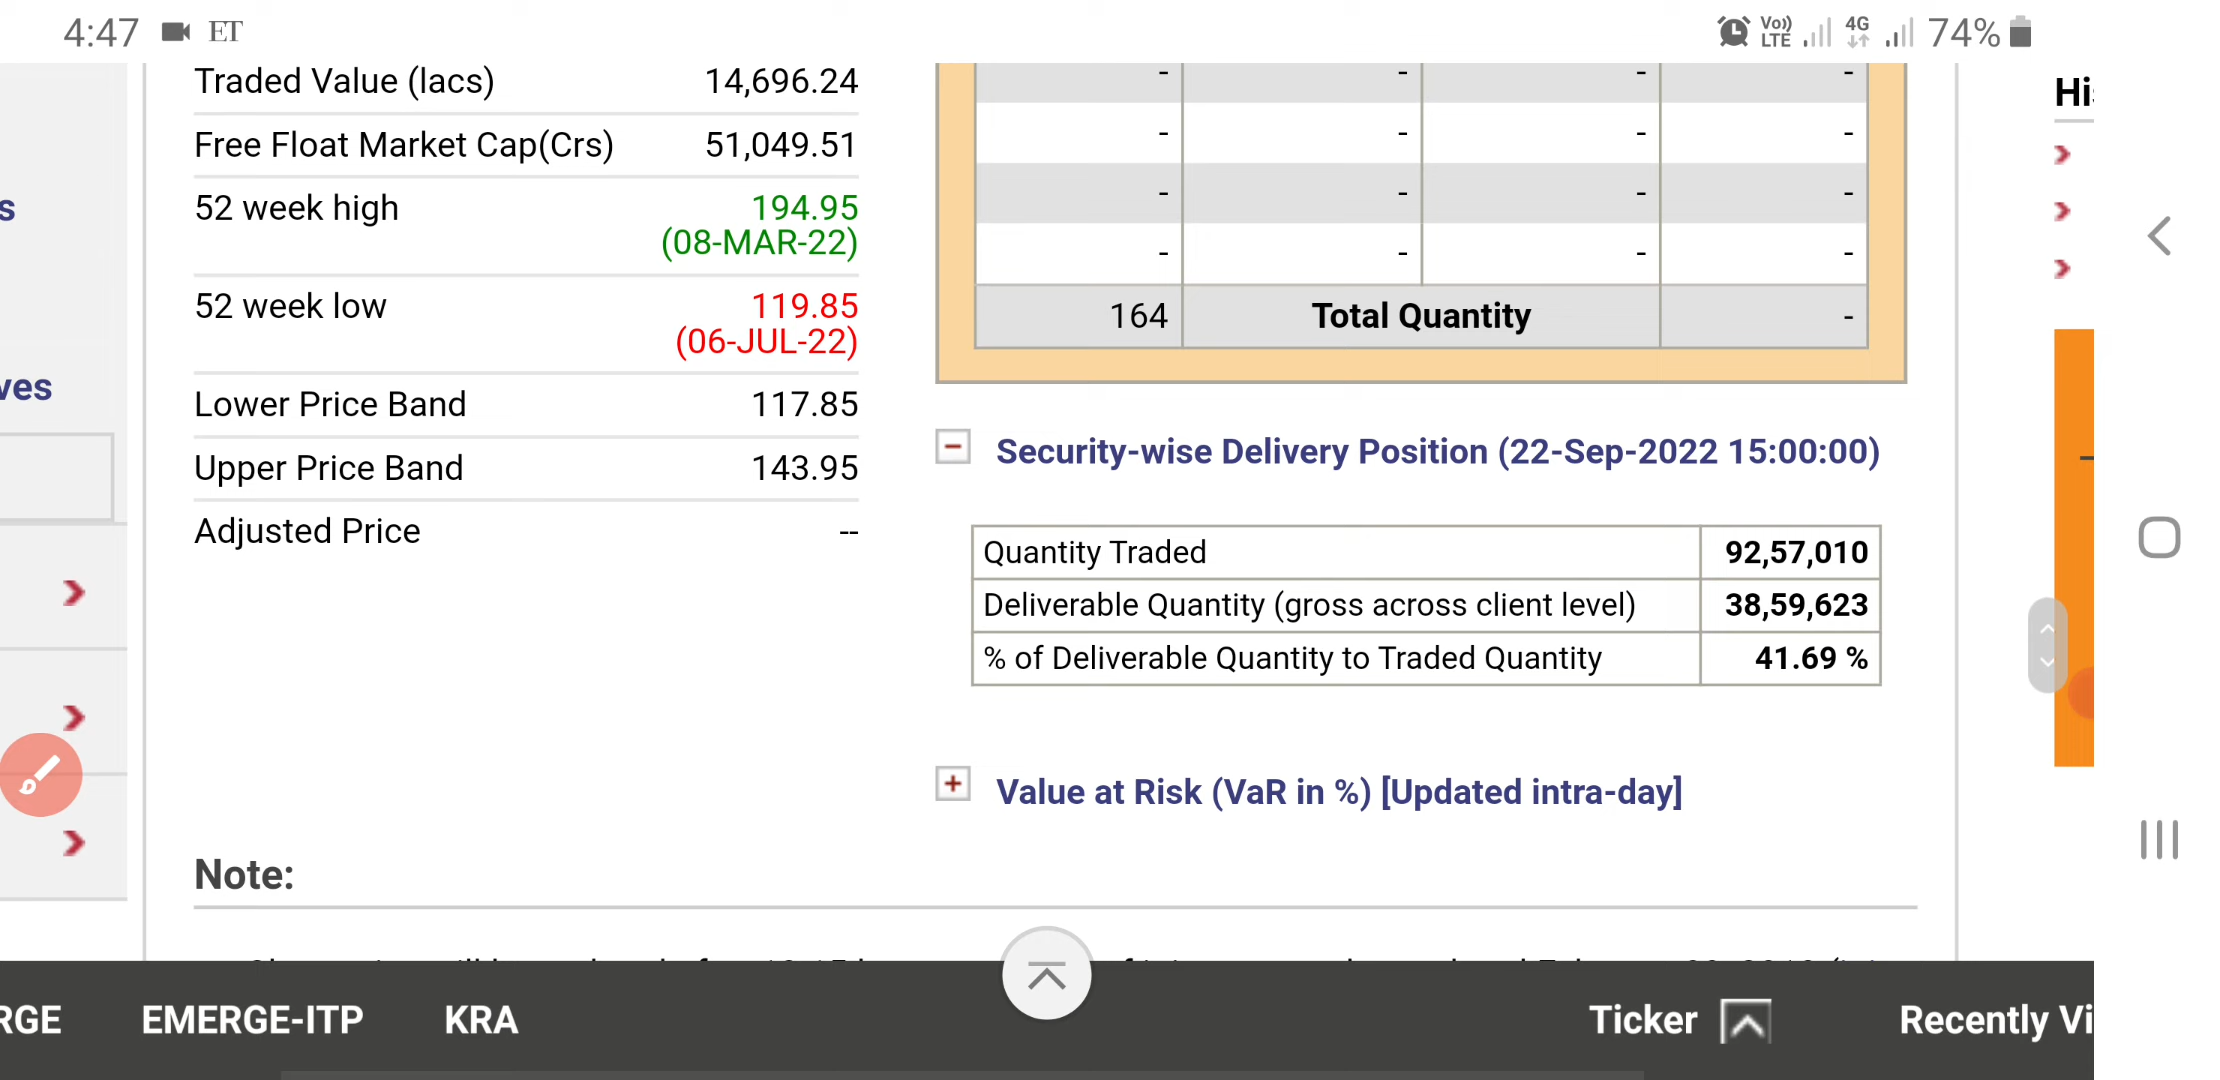 4:47 ET
Vo))
LTE
4G
74%
Traded Value (lacs) 14,696.24
Free Float Market Cap(Crs) 51,049.51
52 week high 194.95
(08-MAR-22)
52 week low 119.85
(06-JUL-22)
Lower Price Band 117.85
Upper Price Band 143.95
Adjusted Price --
- - - -
- - - -
- - - -
- - - -
164 Total Quantity -
Security-wise Delivery Position (22-Sep-2022 15:00:00)
Quantity Traded 92,57,010
Deliverable Quantity (gross across client level) 38,59,623
% of Deliverable Quantity to Traded Quantity 41.69 %
Value at Risk (VaR in %) [Updated intra-day]
Note:
EMERGE-ITP KRA Ticker Recently